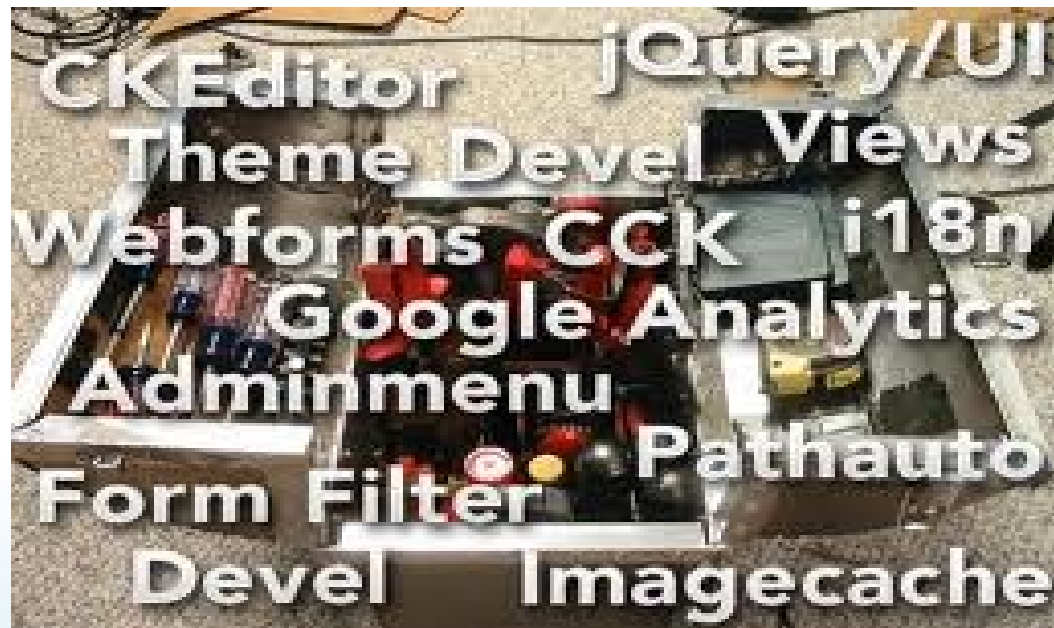 CKEditor
jQuery/UI
Theme Devel
Views
Webforms
CCK
i18n
Google Analytics
Adminmenu
Pathauto
Form Filter
Devel
Imagecache